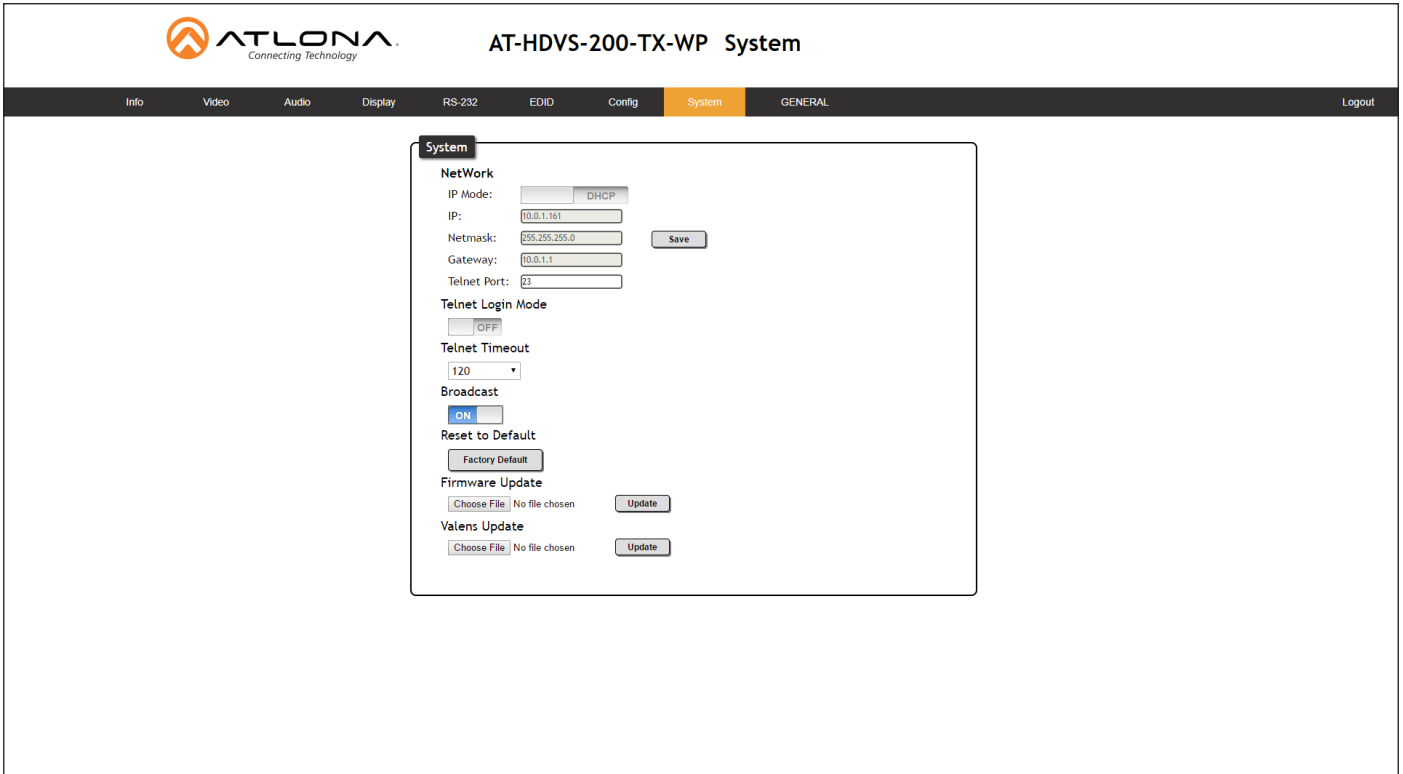 ATLONA.
Connecting Technology
AT-HDVS-200-TX-WP System
Info Video Audio Display RS-232 EDID Config System GENERAL Logout
System
NetWork
IP Mode: DHCP
IP: 10.0.1.161
Netmask: 255.255.255.0 Save
Gateway: 10.0.1.1
Telnet Port: 23
Telnet Login Mode
OFF
Telnet Timeout
120
Broadcast
ON
Reset to Default
Factory Default
Firmware Update
Choose File No file chosen Update
Valens Update
Choose File No file chosen Update